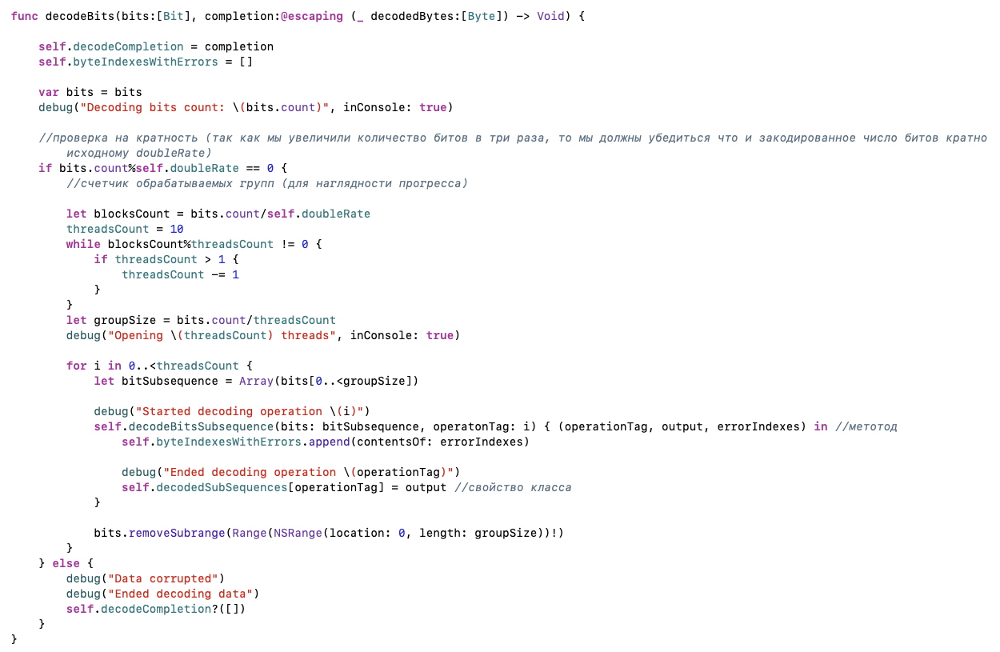 func decodeBits(bits:[Bit], completion:@escaping (_ decodedBytes:[Byte]) -> Void) {
self.decodeCompletion = completion
self.byteIndexesWithErrors = []
var bits = bits
debug("Decoding bits count: \(bits.count)", inConsole: true)
//проверка на кратность (так как мы увеличили количество битов в три раза, то мы должны убедиться что и закодированное число битов кратно
исходному doubleRate)
if bits.count%self.doubleRate == 0 {
//счетчик обрабатываемых групп (для наглядности прогресса)
let blocksCount = bits.count/self.doubleRate
threadsCount = 10
while blocksCount%threadsCount != 0 {
if threadsCount > 1 {
threadsCount -= 1
}
}
let groupSize = bits.count/threadsCount
debug("Opening \(threadsCount) threads", inConsole: true)
for i in 0..<threadsCount {
let bitSubsequence = Array(bits[0..<groupSize])
debug("Started decoding operation \(i)")
self.decodeBitsSubsequence(bits: bitSubsequence, operatonTag: i) { (operationTag, output, errorIndexes) in //метотод
self.byteIndexesWithErrors.append(contentsOf: errorIndexes)
debug("Ended decoding operation \(operationTag)")
self.decodedSubSequences[operationTag] = output //свойство класса
}
bits.removeSubrange(Range(NSRange(location: 0, length: groupSize))!)
}
} else {
debug("Data corrupted")
debug("Ended decoding data")
self.decodeCompletion?([])
}
}